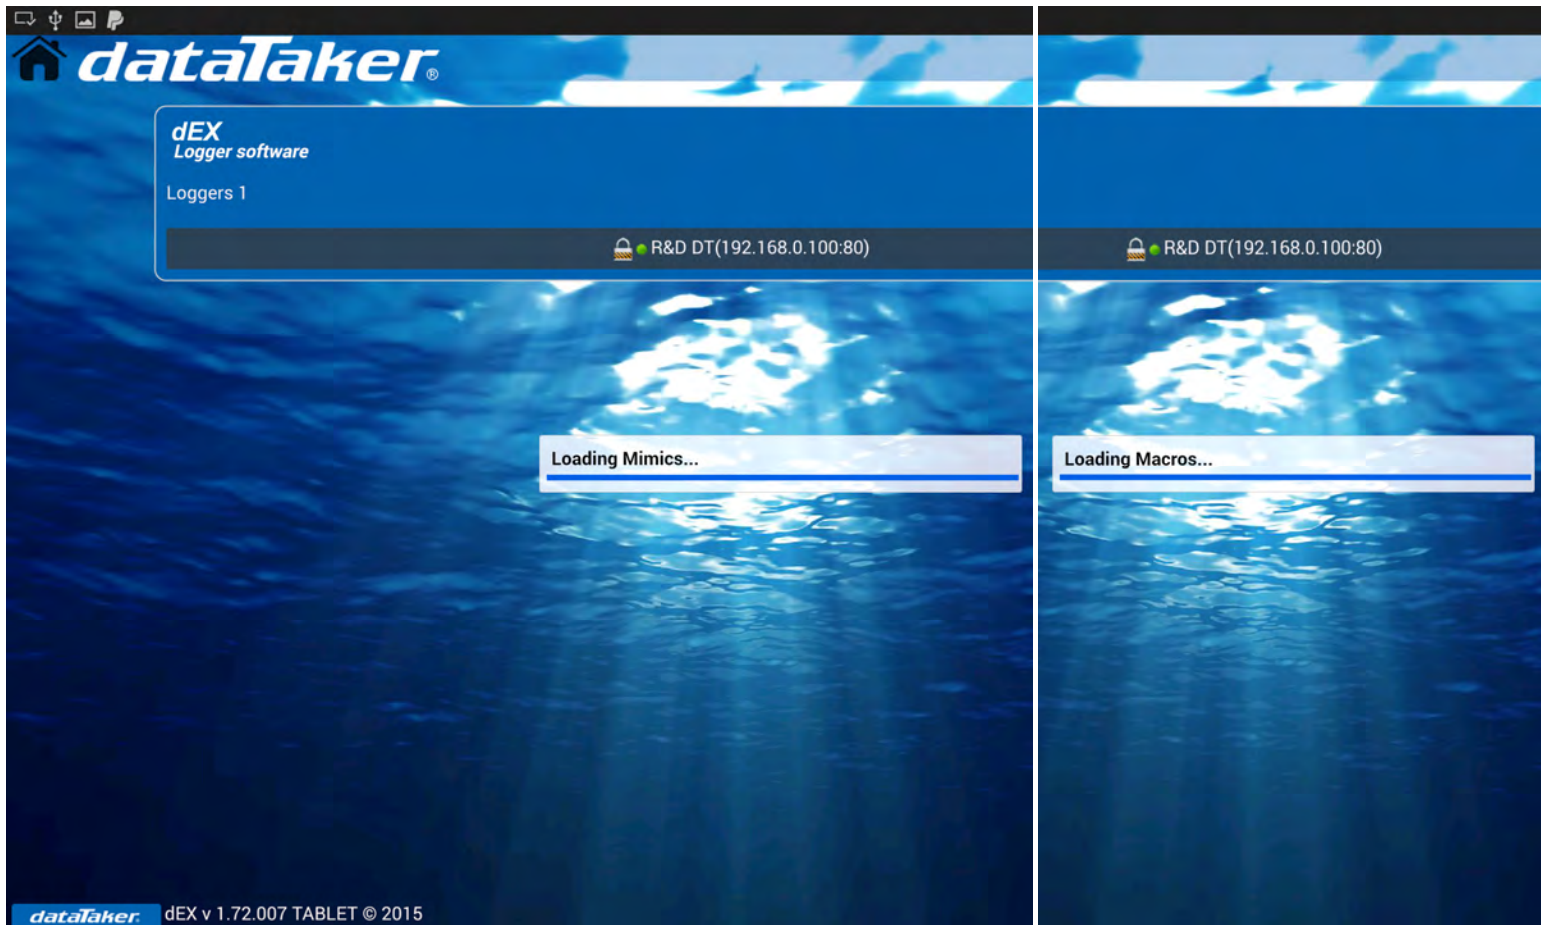 dataTaker®
dEX
Logger software
Loggers 1
R&D DT(192.168.0.100:80)
R&D DT(192.168.0.100:80)
Loading Mimics...
Loading Macros...
dataTaker. dEX v 1.72.007 TABLET © 2015